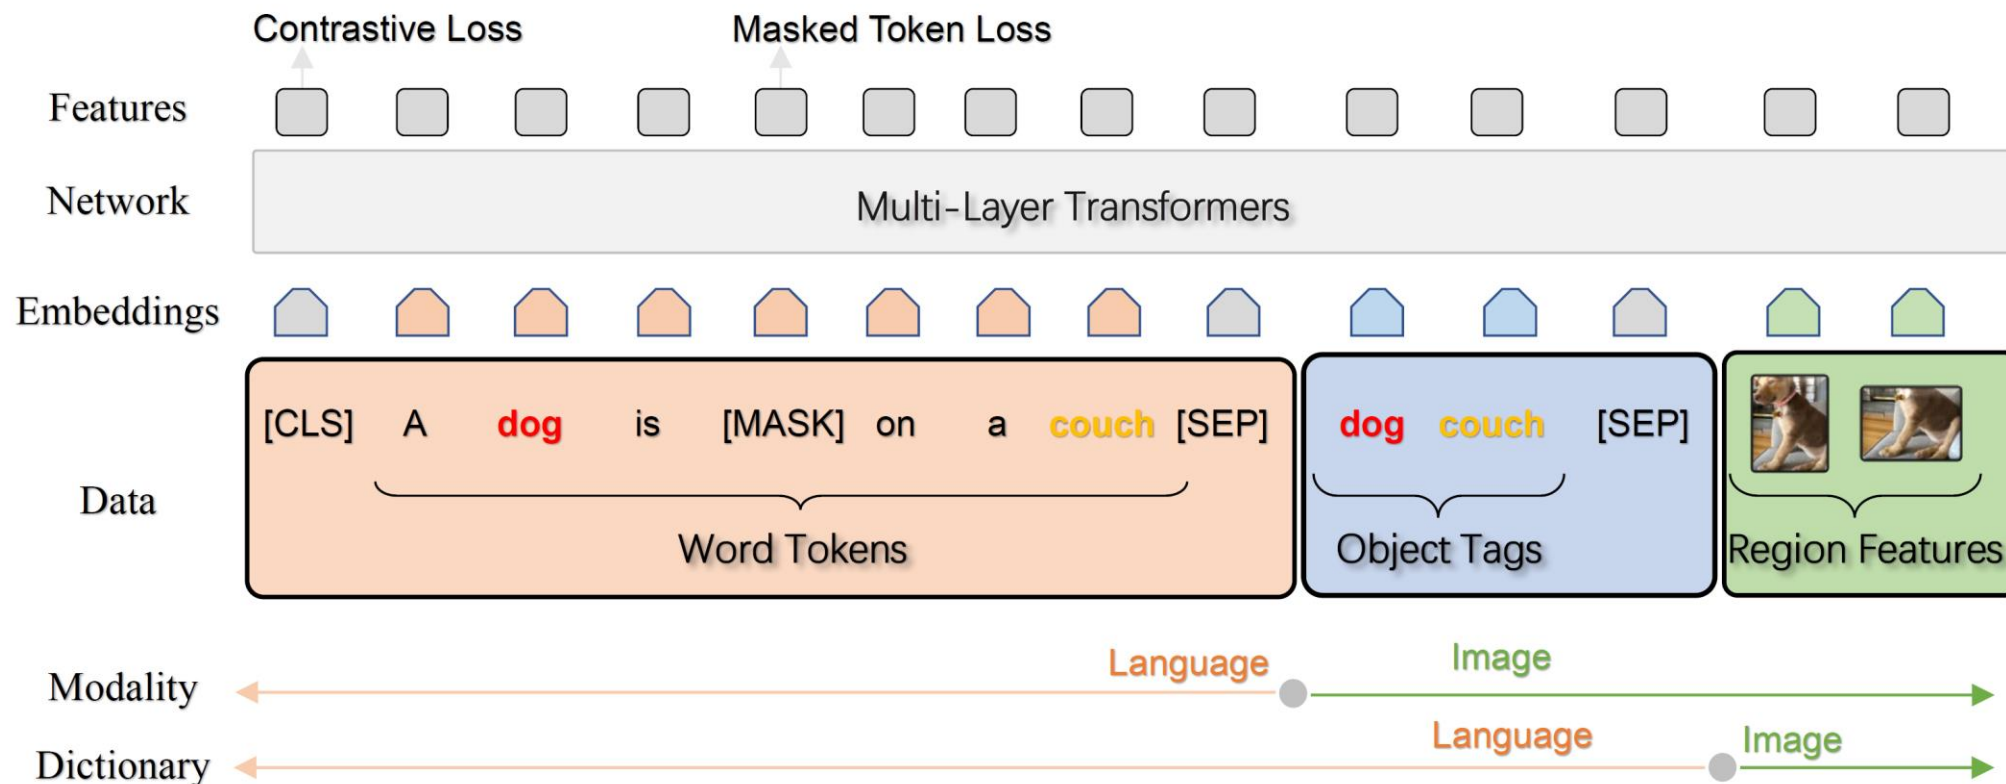 Contrastive Loss Masked Token Loss
Features
Network Multi-Layer Transformers
Embeddings
[CLS] A dog is [MASK] on a couch [SEP] dog couch [SEP]
Data
Word Tokens Object Tags Region Features
Modality Language Image
Dictionary Language Image